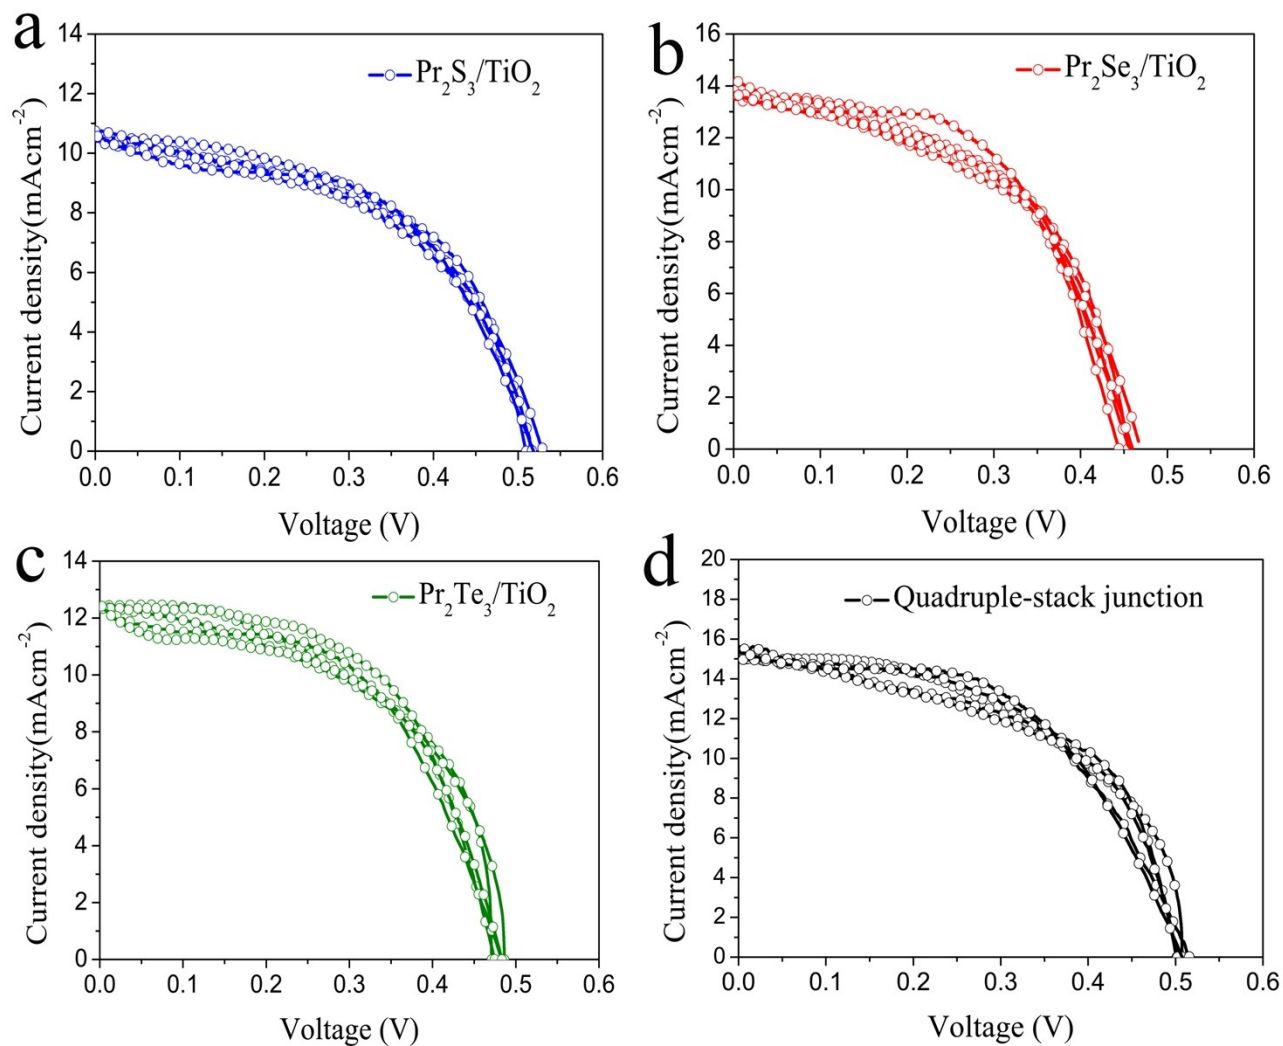 a
14
12
10
8
6
4
2
0
Current density(mAcm⁻²)
Pr₂S₃/TiO₂
0.0 0.1 0.2 0.3 0.4 0.5 0.6
Voltage (V)
b
16
14
12
10
8
6
4
2
0
Current density(mAcm⁻²)
Pr₂Se₃/TiO₂
0.0 0.1 0.2 0.3 0.4 0.5 0.6
Voltage (V)
c
14
12
10
8
6
4
2
0
Current density(mAcm⁻²)
Pr₂Te₃/TiO₂
0.0 0.1 0.2 0.3 0.4 0.5 0.6
Voltage (V)
d
20
18
16
14
12
10
8
6
4
2
0
Current density(mAcm⁻²)
Quadruple-stack junction
0.0 0.1 0.2 0.3 0.4 0.5 0.6
Voltage (V)